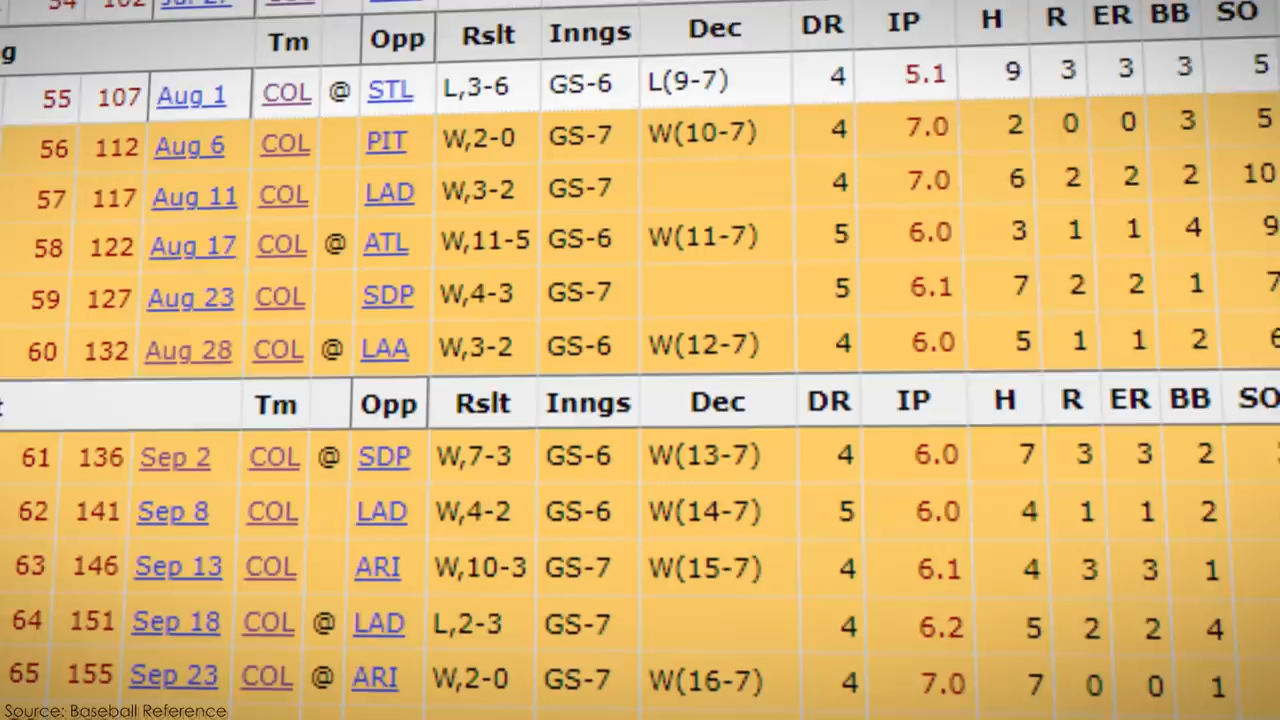 g Tm Opp Rslt Inngs Dec DR IP H R ER BB SO
55 107 Aug 1 COL @ STL L,3-6 GS-6 L(9-7) 4 5.1 9 3 3 3 5
56 112 Aug 6 COL PIT W,2-0 GS-7 W(10-7) 4 7.0 2 0 0 3 5
57 117 Aug 11 COL LAD W,3-2 GS-7 4 7.0 6 2 2 2 10
58 122 Aug 17 COL @ ATL W,11-5 GS-6 W(11-7) 5 6.0 3 1 1 4 9
59 127 Aug 23 COL SDP W,4-3 GS-7 5 6.1 7 2 2 1 7
60 132 Aug 28 COL @ LAA W,3-2 GS-6 W(12-7) 4 6.0 5 1 1 2 6
Tm Opp Rslt Inngs Dec DR IP H R ER BB SO
61 136 Sep 2 COL @ SDP W,7-3 GS-6 W(13-7) 4 6.0 7 3 3 2
62 141 Sep 8 COL LAD W,4-2 GS-6 W(14-7) 5 6.0 4 1 1 2
63 146 Sep 13 COL ARI W,10-3 GS-7 W(15-7) 4 6.1 4 3 3 1
64 151 Sep 18 COL @ LAD L,2-3 GS-7 4 6.2 5 2 2 4
65 155 Sep 23 COL @ ARI W,2-0 GS-7 W(16-7) 4 7.0 7 0 0 1
Source: Baseball Reference